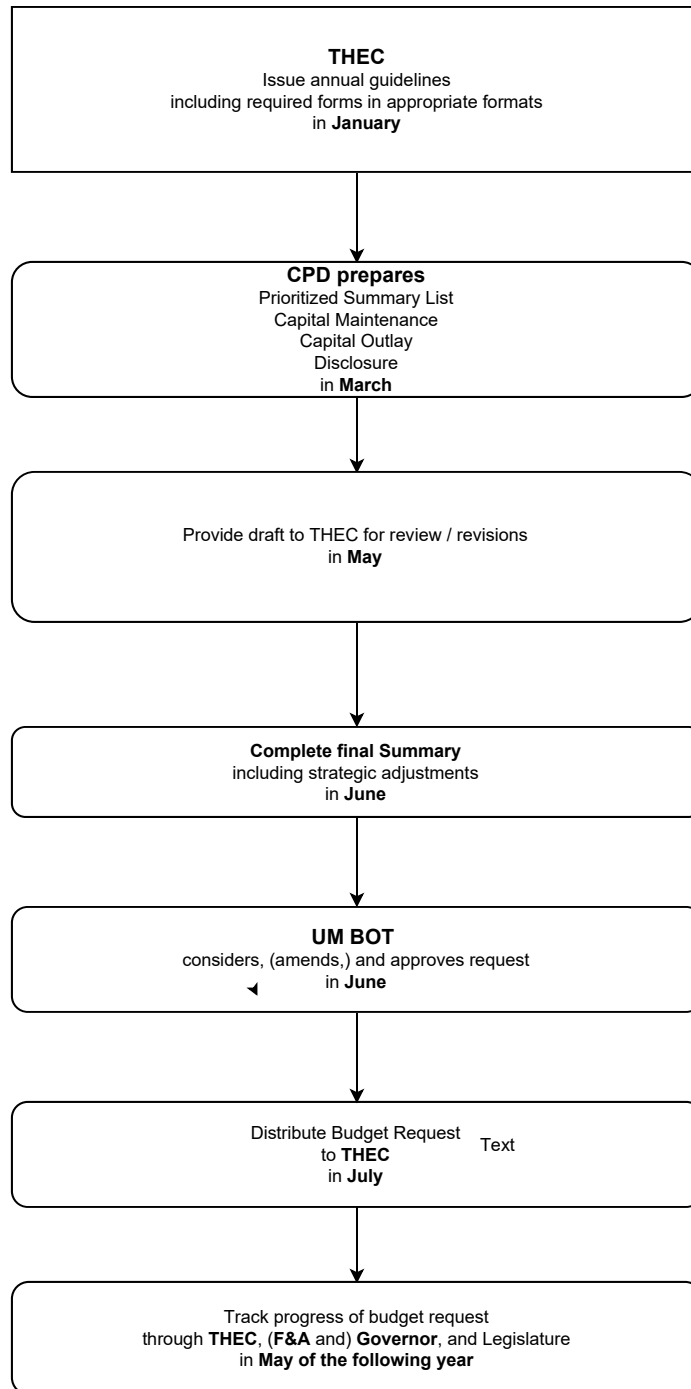 THEC
Issue annual guidelines
including required forms in appropriate formats
in January
CPD prepares
Prioritized Summary List
Capital Maintenance
Capital Outlay
Disclosure
in March
Provide draft to THEC for review / revisions
in May
Complete final Summary
including strategic adjustments
in June
UM BOT
considers, (amends,) and approves request
in June
Distribute Budget Request
to THEC
in July
Text
Track progress of budget request
through THEC, (F&A and) Governor, and Legislature
in May of the following year